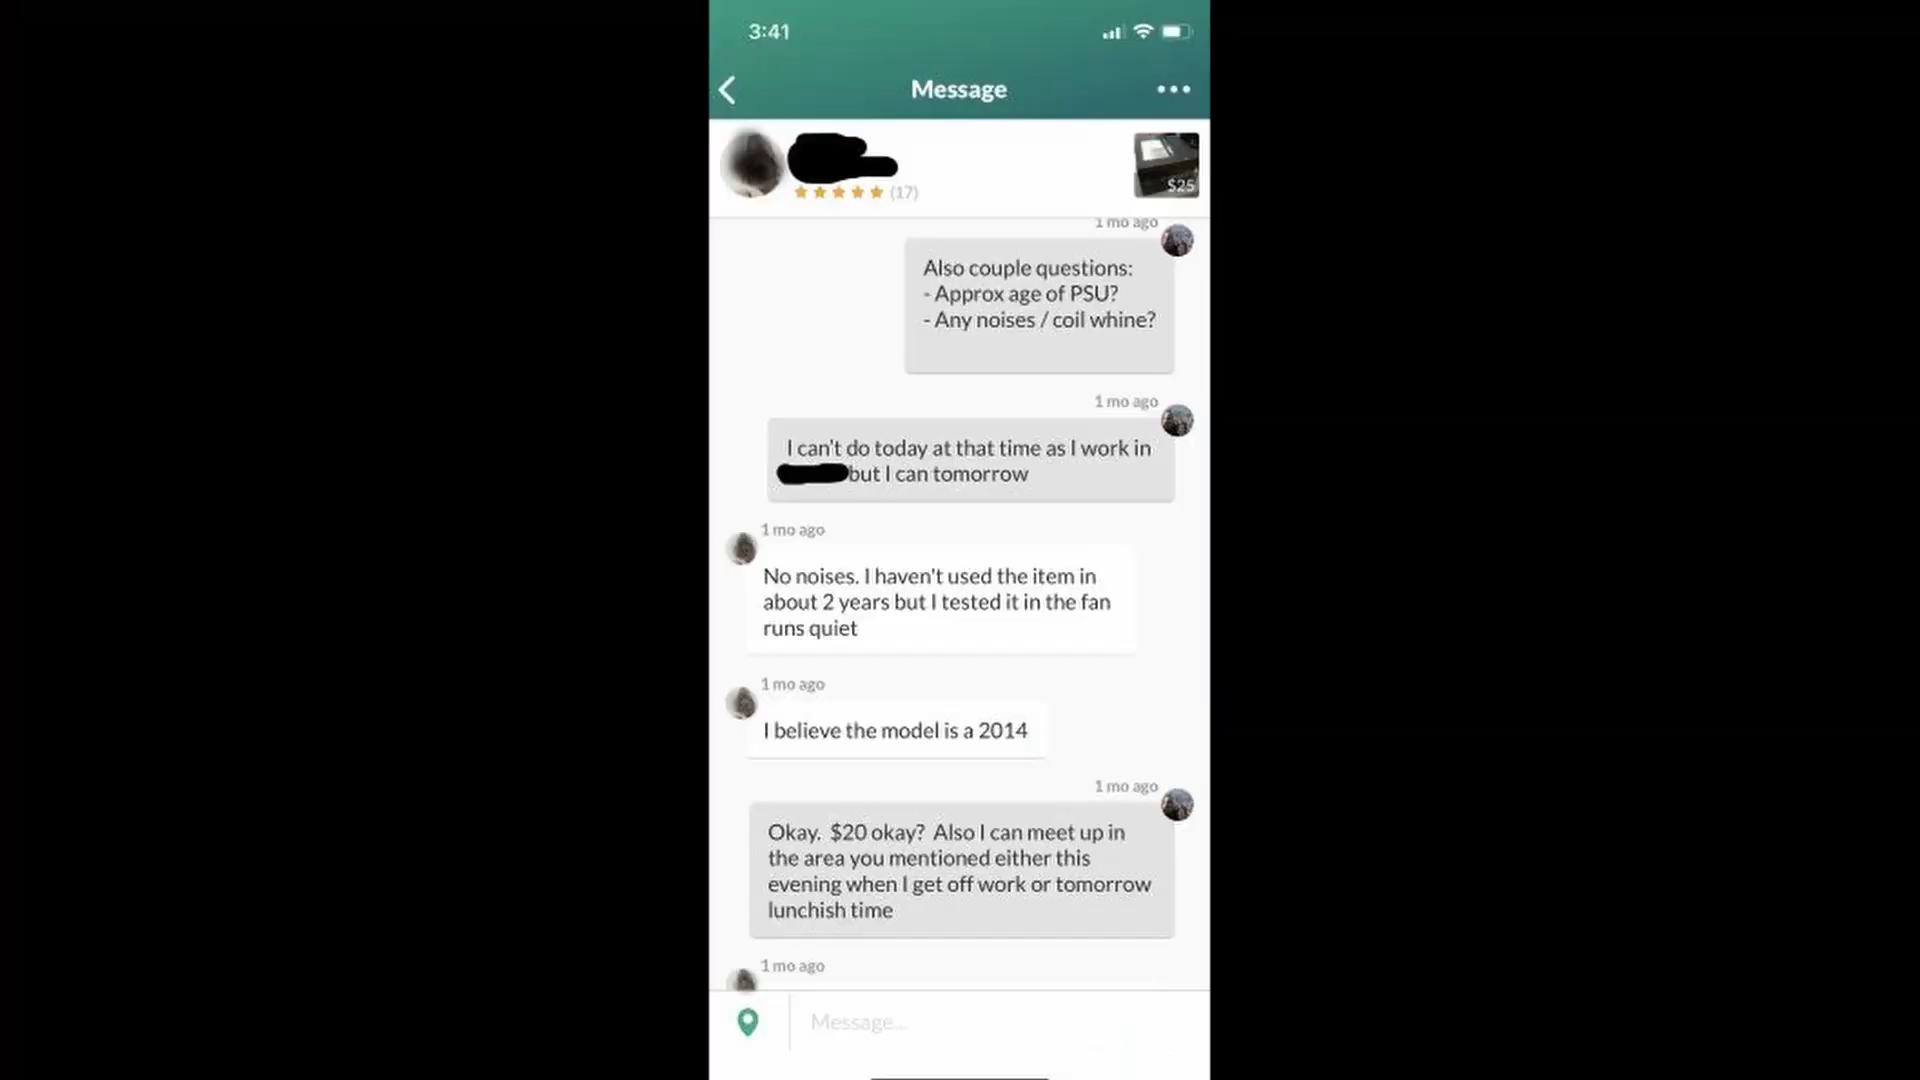 3:41
Message
$25
(17)
1 mo ago
Also couple questions:
- Approx age of PSU?
- Any noises / coil whine?
1 mo ago
I can't do today at that time as I work in
but I can tomorrow
1 mo ago
No noises. I haven't used the item in
about 2 years but I tested it in the fan
runs quiet
1 mo ago
I believe the model is a 2014
1 mo ago
Okay.  $20 okay?  Also I can meet up in
the area you mentioned either this
evening when I get off work or tomorrow
lunchish time
1 mo ago
Message...